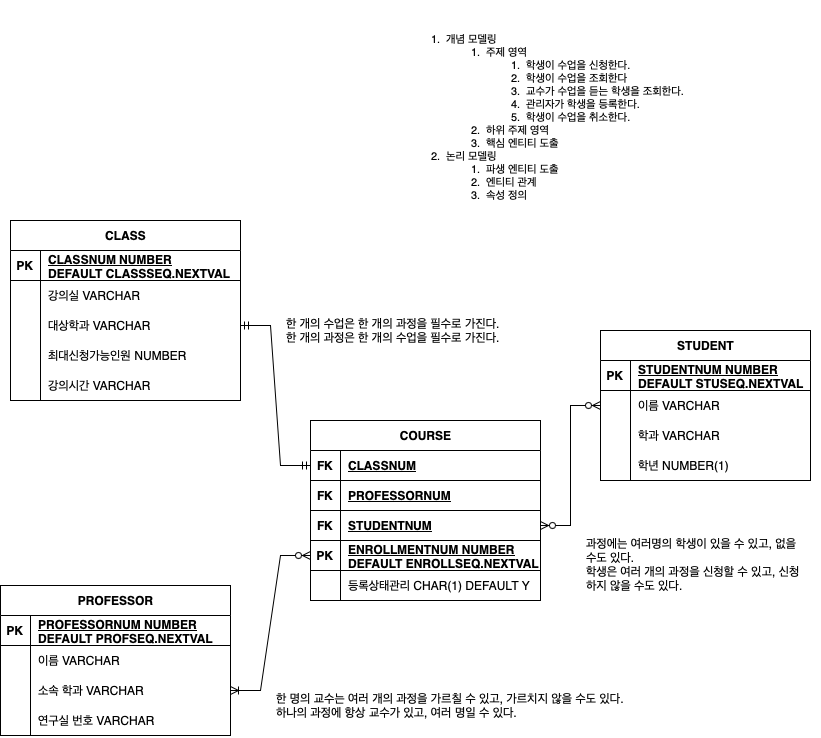 1. 개념 모델링
1. 주제 영역
1. 학생이 수업을 신청한다.
2. 학생이 수업을 조회한다
3. 교수가 수업을 듣는 학생을 조회한다.
4. 관리자가 학생을 등록한다.
5. 학생이 수업을 취소한다.
2. 하위 주제 영역
3. 핵심 엔티티 도출
2. 논리 모델링
1. 파생 엔티티 도출
2. 엔티티 관계
3. 속성 정의
CLASS
PK CLASSNUM NUMBER
DEFAULT CLASSSEQ.NEXTVAL
강의실 VARCHAR
대상학과 VARCHAR
최대신청가능인원 NUMBER
강의시간 VARCHAR
한 개의 수업은 한 개의 과정을 필수로 가진다.
한 개의 과정은 한 개의 수업을 필수로 가진다.
STUDENT
PK STUDENTNUM NUMBER
DEFAULT STUSEQ.NEXTVAL
이름 VARCHAR
학과 VARCHAR
학년 NUMBER(1)
COURSE
FK CLASSNUM
FK PROFESSORNUM
FK STUDENTNUM
PK ENROLLMENTNUM NUMBER
DEFAULT ENROLLSEQ.NEXTVAL
등록상태관리 CHAR(1) DEFAULT Y
과정에는 여러명의 학생이 있을 수 있고, 없을
수도 있다.
학생은 여러 개의 과정을 신청할 수 있고, 신청
하지 않을 수도 있다.
PROFESSOR
PK PROFESSORNUM NUMBER
DEFAULT PROFSEQ.NEXTVAL
이름 VARCHAR
소속 학과 VARCHAR
연구실 번호 VARCHAR
한 명의 교수는 여러 개의 과정을 가르칠 수 있고, 가르치지 않을 수도 있다.
하나의 과정에 항상 교수가 있고, 여러 명일 수 있다.